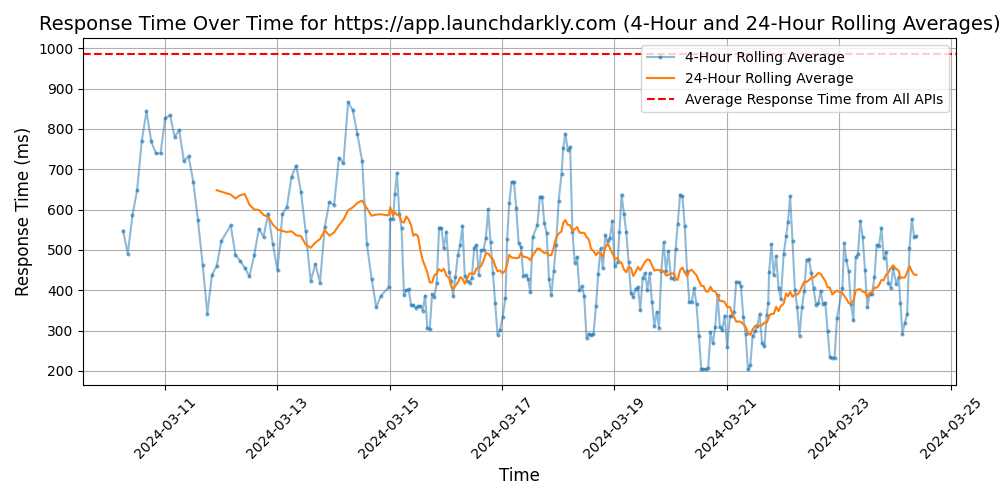 Response Time Over Time for https://app.launchdarkly.com (4-Hour and 24-Hour Rolling Averages)
4-Hour Rolling Average
24-Hour Rolling Average
Average Response Time from All APIs
Response Time (ms)
1000
900
800
700
600
500
400
300
200
2024-03-11
2024-03-13
2024-03-15
2024-03-17
2024-03-19
2024-03-21
2024-03-23
2024-03-25
Time